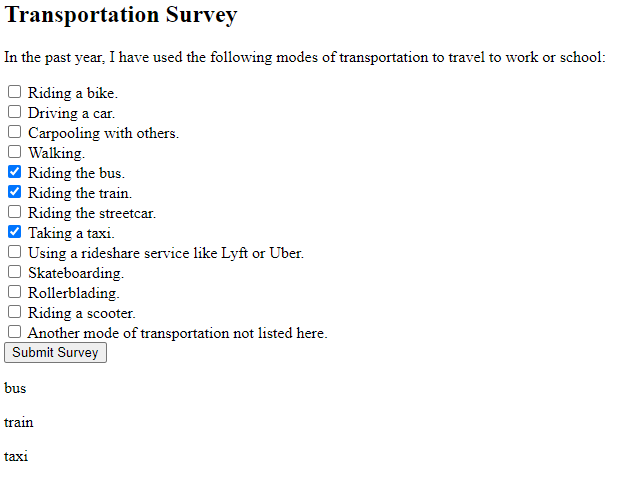 Transportation Survey
In the past year, I have used the following modes of transportation to travel to work or school:
Riding a bike.
Driving a car.
Carpooling with others.
Walking.
Riding the bus.
Riding the train.
Riding the streetcar.
Taking a taxi.
Using a rideshare service like Lyft or Uber.
Skateboarding.
Rollerblading.
Riding a scooter.
Another mode of transportation not listed here.
Submit Survey
bus
train
taxi